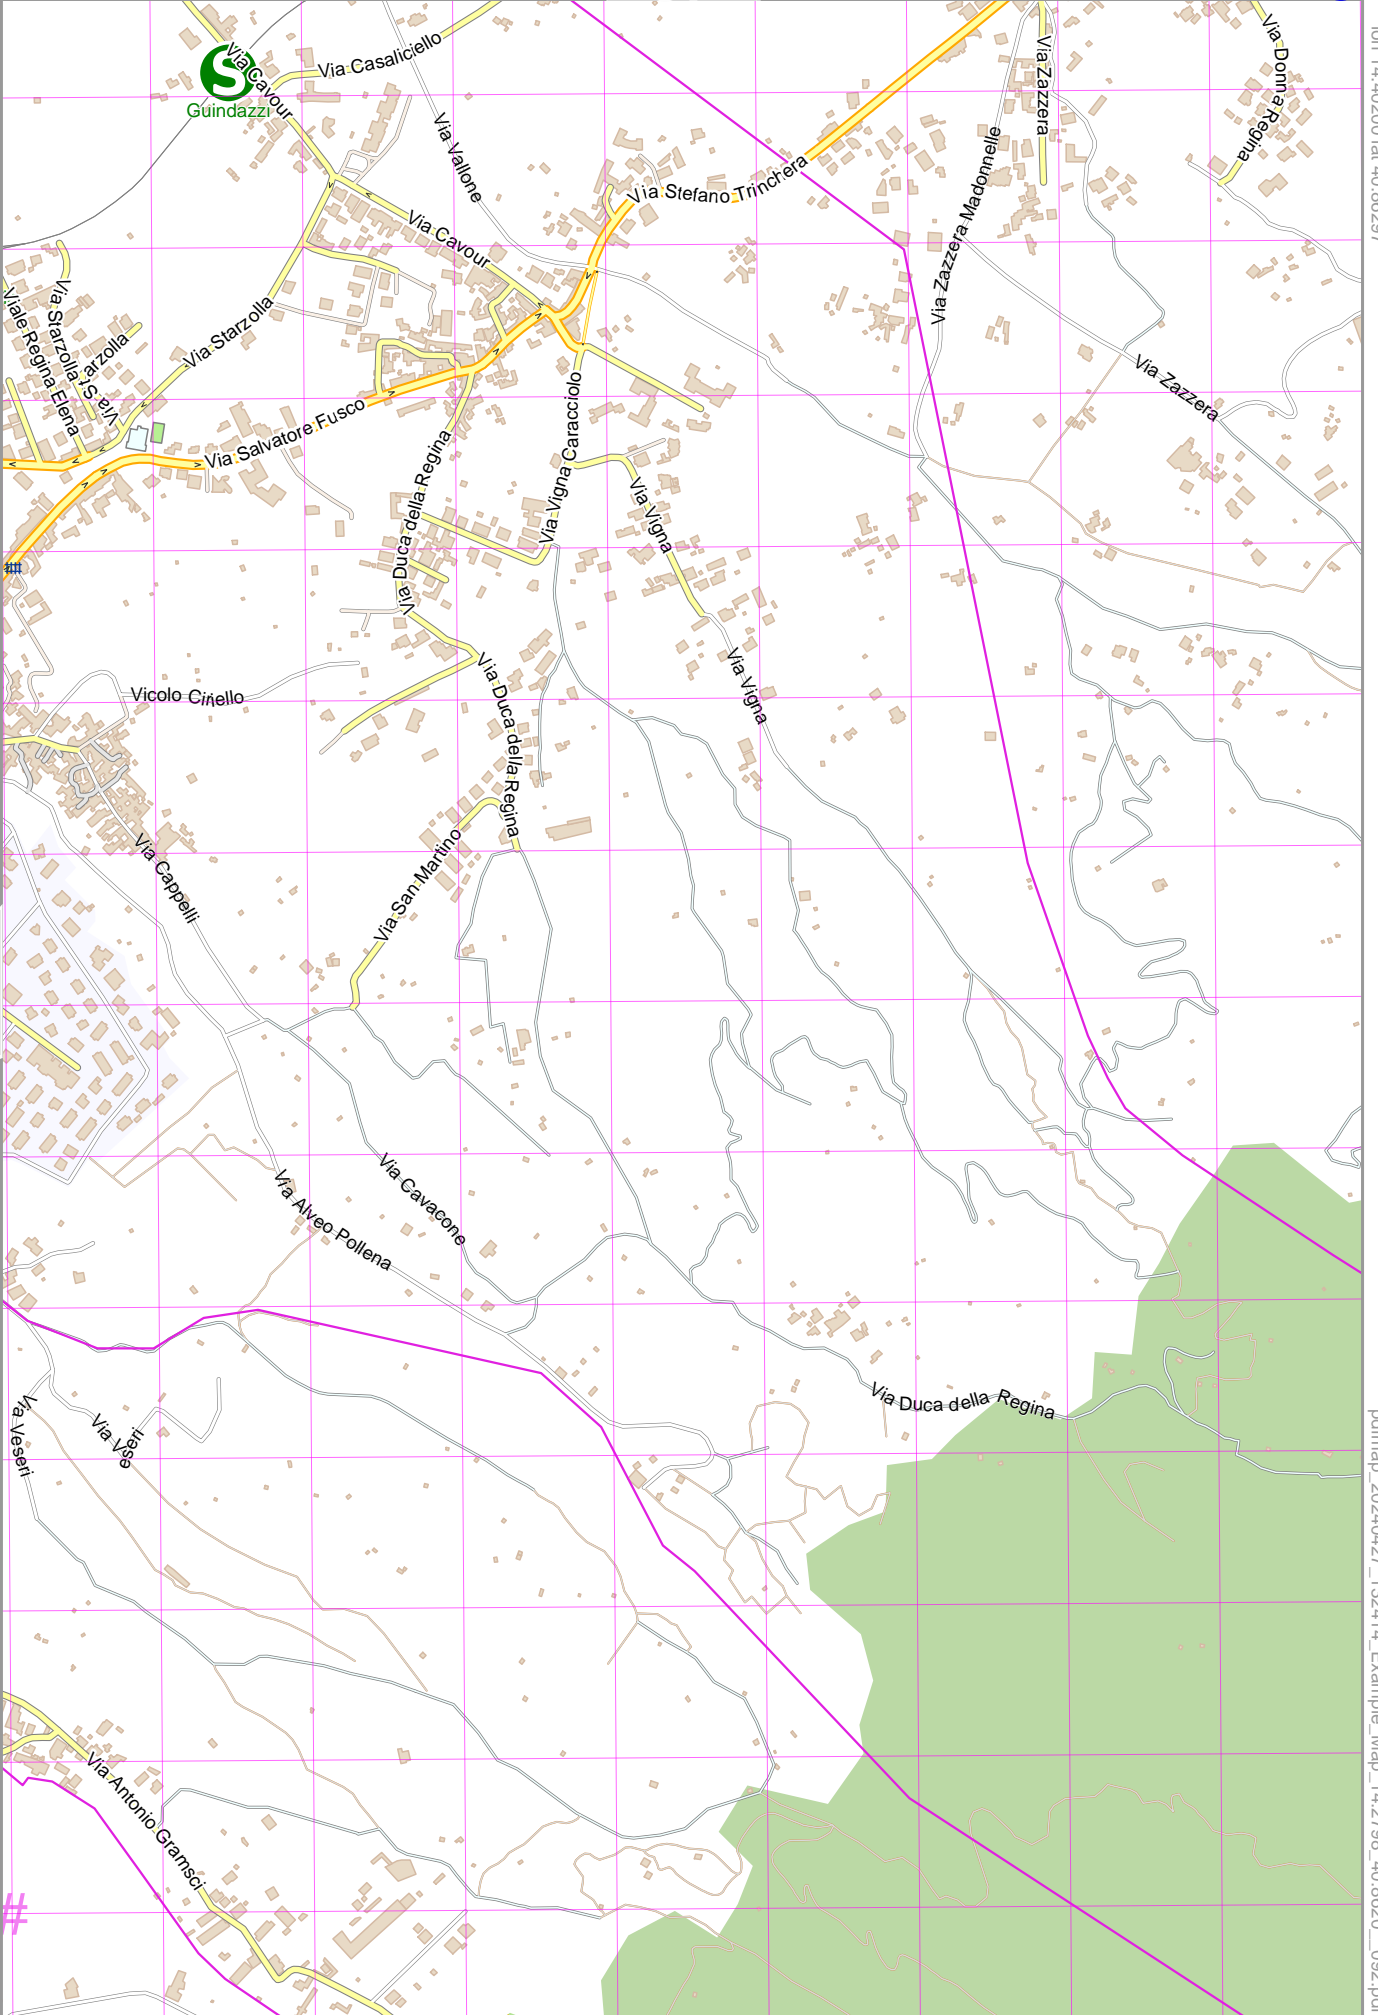 Via Cavour
Via Casaliciello
Guindazzi
Via Vallone
Via Stefano Trinchera
Via Zazzera
Via Donna Regina
Via Zazzera Madonnelle
Via Cavour
Viale Regina Elena
Via Starzolla
Via Starzolla
Via St
arzolla
Via Zazzera
Via Salvatore Fusco
Via Duca della Regina
Via Vigna Caracciolo
Via Vigna
Via Vigna
Vicolo Cinello
Via Duca della Regina
Via Cappelli
Via San Martino
Via Cavacone
Via Alveo Pollena
Via Duca della Regina
Via Veseri
Via V
eseri
Via Antonio Gramsci
#